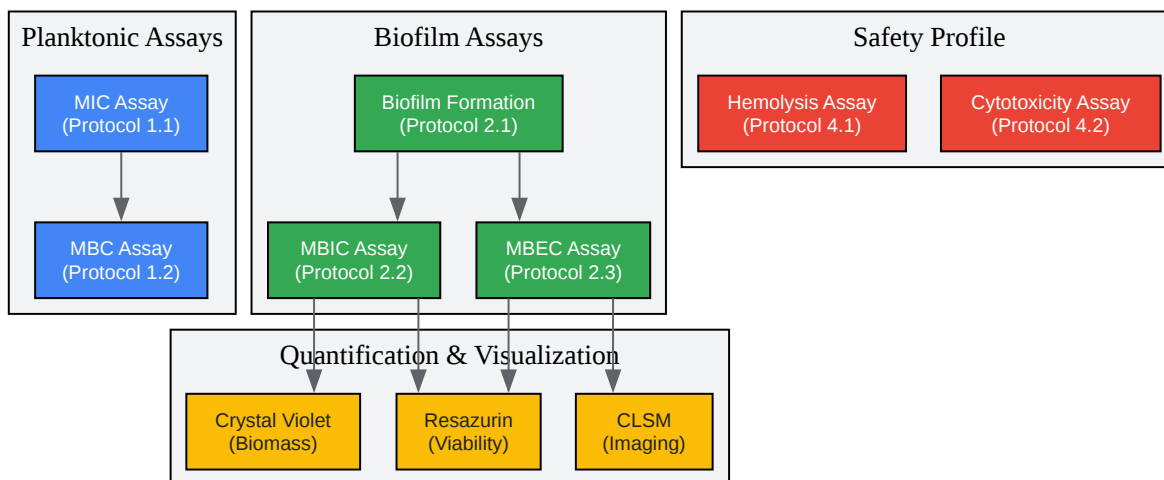 Planktonic Assays
MIC Assay
(Protocol 1.1)
MBC Assay
(Protocol 1.2)
Biofilm Assays
Biofilm Formation
(Protocol 2.1)
MBIC Assay
(Protocol 2.2)
MBEC Assay
(Protocol 2.3)
Safety Profile
Hemolysis Assay
(Protocol 4.1)
Cytotoxicity Assay
(Protocol 4.2)
Quantification & Visualization
Crystal Violet
(Biomass)
Resazurin
(Viability)
CLSM
(Imaging)